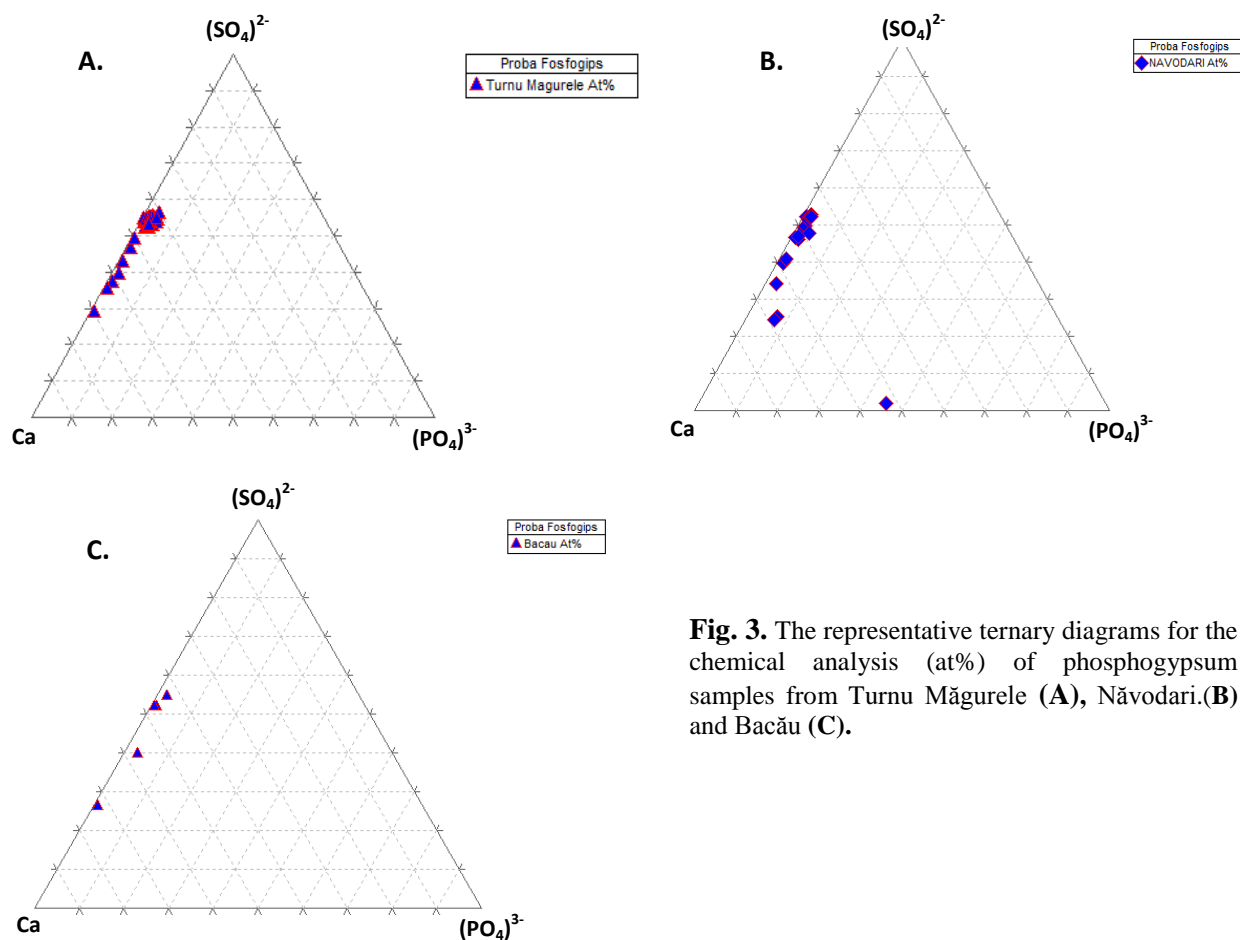 (SO₄)²⁻
A.
Proba Fosfogips
Turnu Magurele At%
Ca
(PO₄)³⁻
(SO₄)²⁻
B.
Proba Fosfogips
NAVODARI At%
Ca
(PO₄)³⁻
(SO₄)²⁻
C.
Proba Fosfogips
Bacau At%
Ca
(PO₄)³⁻
Fig. 3. The representative ternary diagrams for the
chemical analysis (at%) of phosphogypsum
samples from Turnu Măgurele (A), Năvodari.(B)
and Bacău (C).